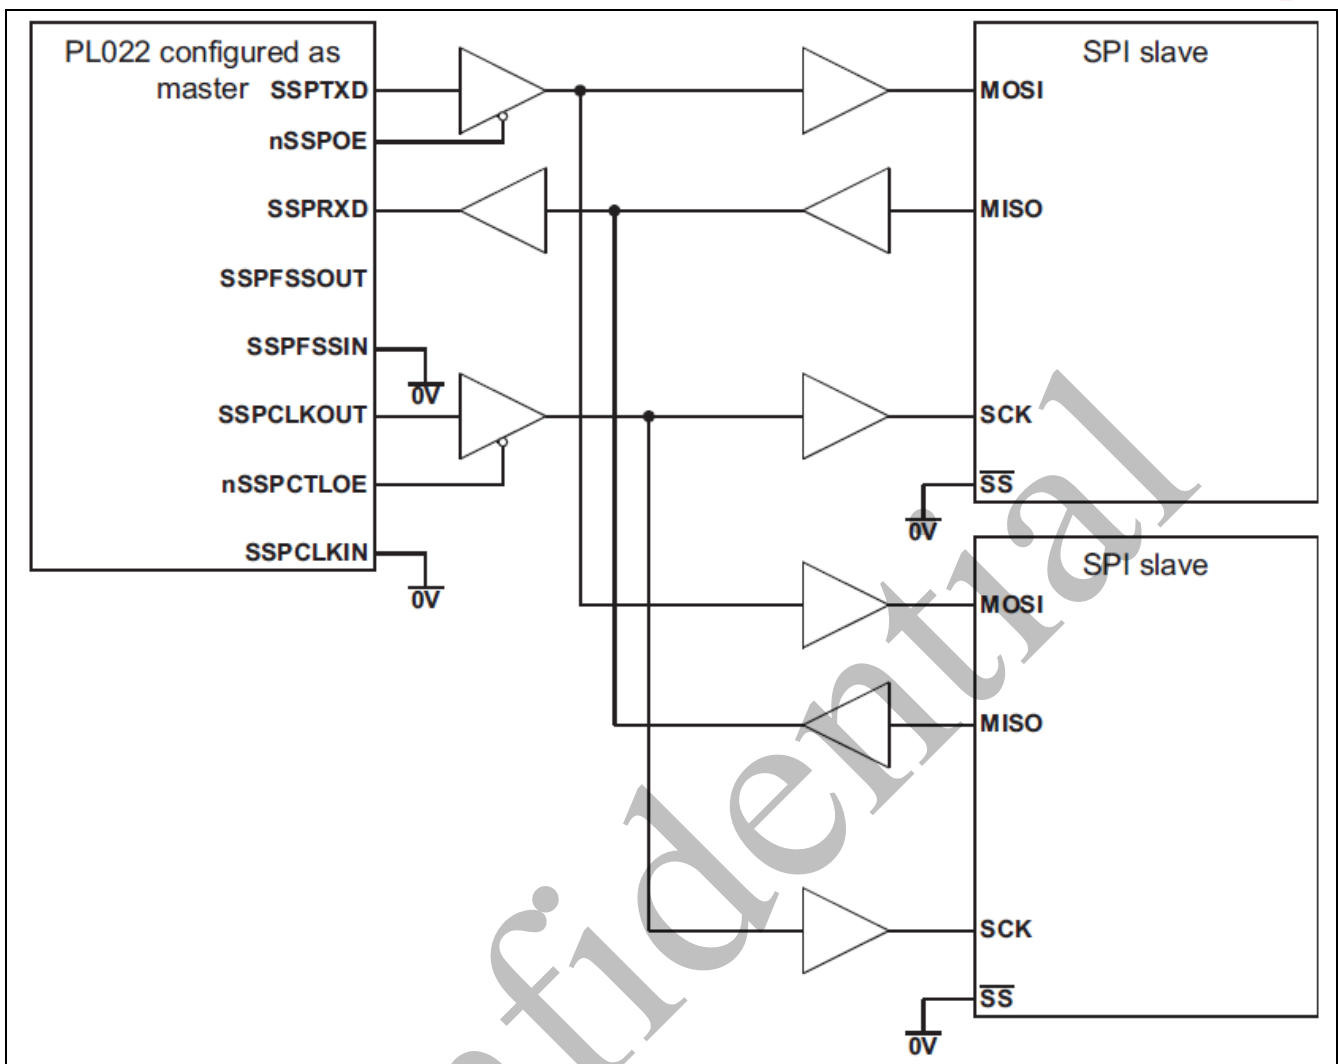 PL022 configured as
master SSPTXD
nSSPOE
SSPRXD
SSPFSSOUT
SSPFSSIN
0V
SSPCLKOUT
nSSPCTLOE
SSPCLKIN
0V
SPI slave
MOSI
MISO
SCK
SS
0V
SPI slave
MOSI
MISO
SCK
SS
0V
nfidential